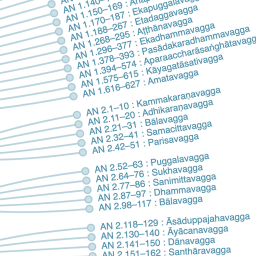 AN 1.140–
AN 1.150–169 :
AN 1.170–187 : Ekapuggalavagga
AN 1.188–267 : Etadaggavagga
AN 1.268–295 : Aṭṭhānavagga
AN 1.296–377 : Ekadhammavagga
AN 1.378–393 : Pasādakaradhammavagga
AN 1.394–574 : Aparaaccharāsaṅghātavagga
AN 1.575–615 : Kāyagatāsativagga
AN 1.616–627 : Amatavagga
AN 2.1–10 : Kammakaraṇavagga
AN 2.11–20 : Adhikaraṇavagga
AN 2.21–31 : Bālavagga
AN 2.32–41 : Samacittavagga
AN 2.42–51 : Parisavagga
AN 2.52–63 : Puggalavagga
AN 2.64–76 : Sukhavagga
AN 2.77–86 : Sanimittavagga
AN 2.87–97 : Dhammavagga
AN 2.98–117 : Bālavagga
AN 2.118–129 : Āsāduppajahavagga
AN 2.130–140 : Āyācanavagga
AN 2.141–150 : Dānavagga
AN 2.151–162 : Santhāravagga